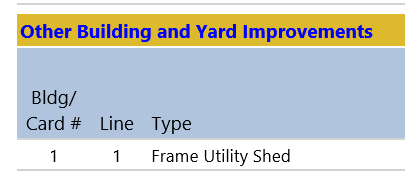 Other Building and Yard Improvements
Bldg/
Card # Line Type
1 1 Frame Utility Shed